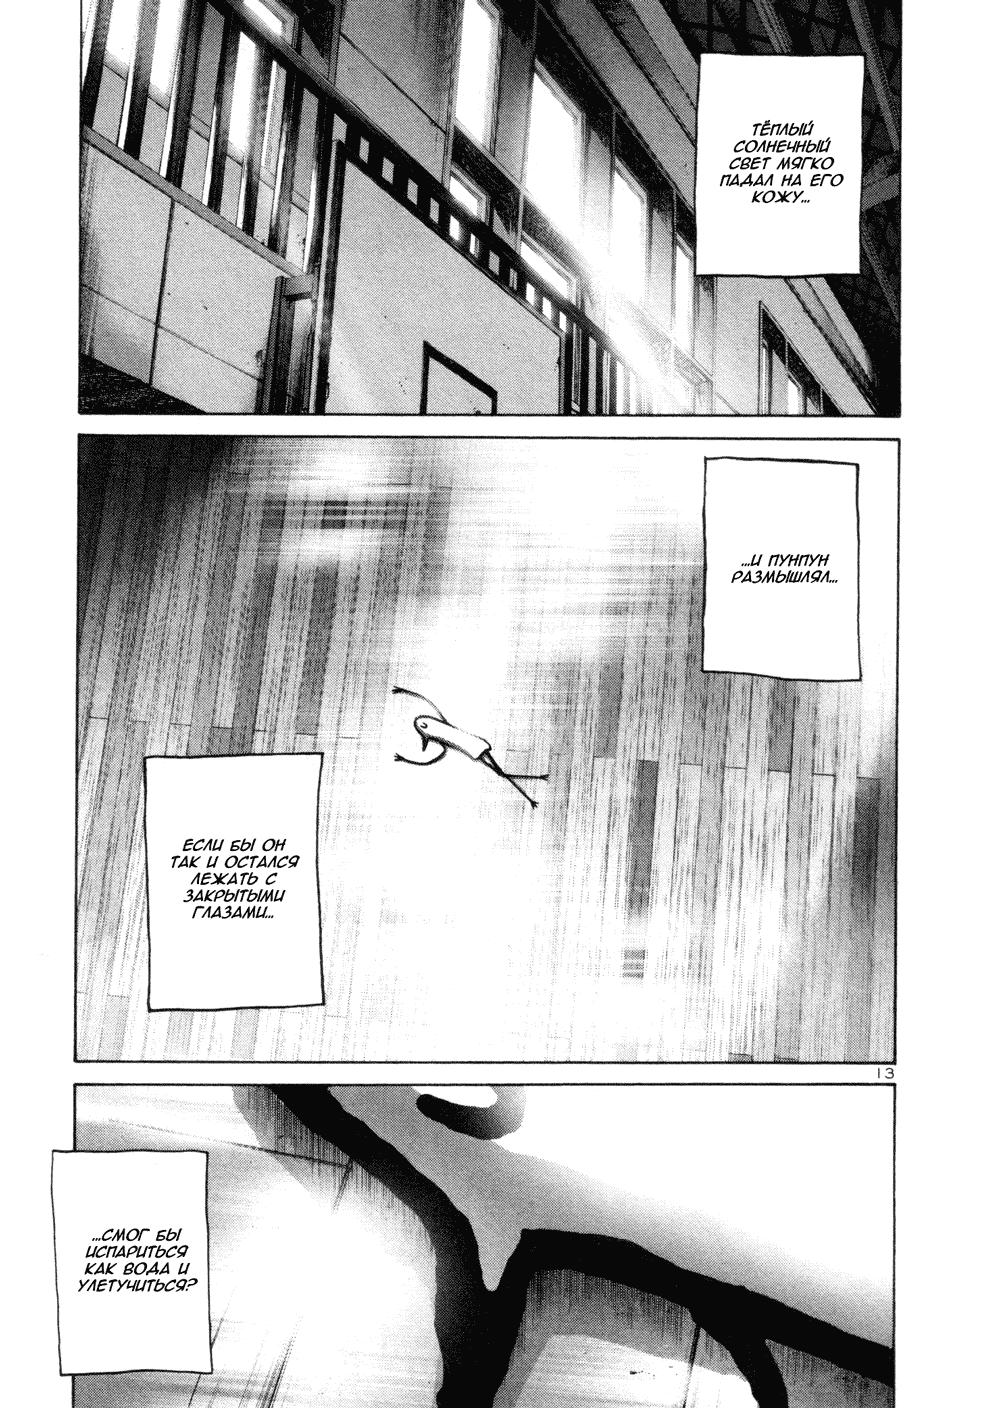 ТЁПЛЫЙ
СОЛНЕЧНЫЙ
СВЕТ МЯГКО
ПАДАЛ НА ЕГО
КОЖУ...
...И ПУНПУН
РАЗМЫШЛЯЛ...
ЕСЛИ БЫ ОН
ТАК И ОСТАЛСЯ
ЛЕЖАТЬ С
ЗАКРЫТЫМИ
ГЛАЗАМИ...
13
...СМОГ БЫ
ИСПАРИТЬСЯ
КАК ВОДА И
УЛЕТУЧИТЬСЯ?